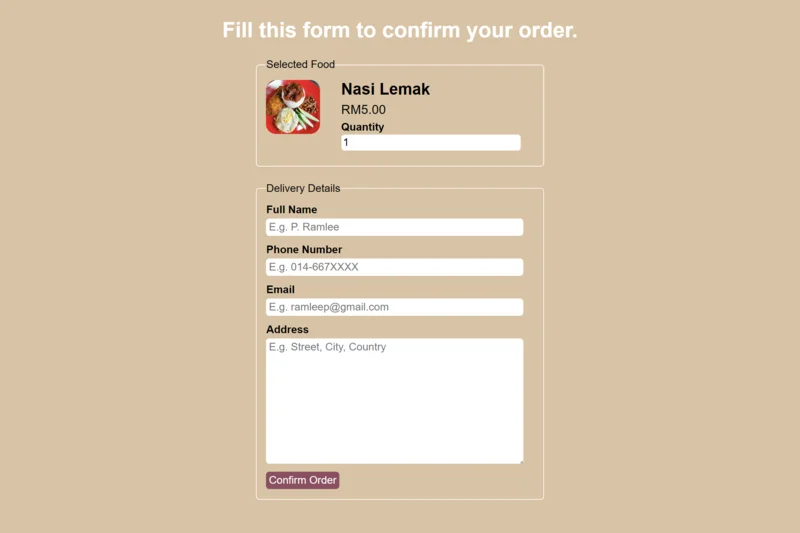 Fill this form to confirm your order.
Selected Food
Nasi Lemak
RM5.00
Quantity
1
Delivery Details
Full Name
E.g. P. Ramlee
Phone Number
E.g. 014-667XXXX
Email
E.g. ramleep@gmail.com
Address
E.g. Street, City, Country
Confirm Order